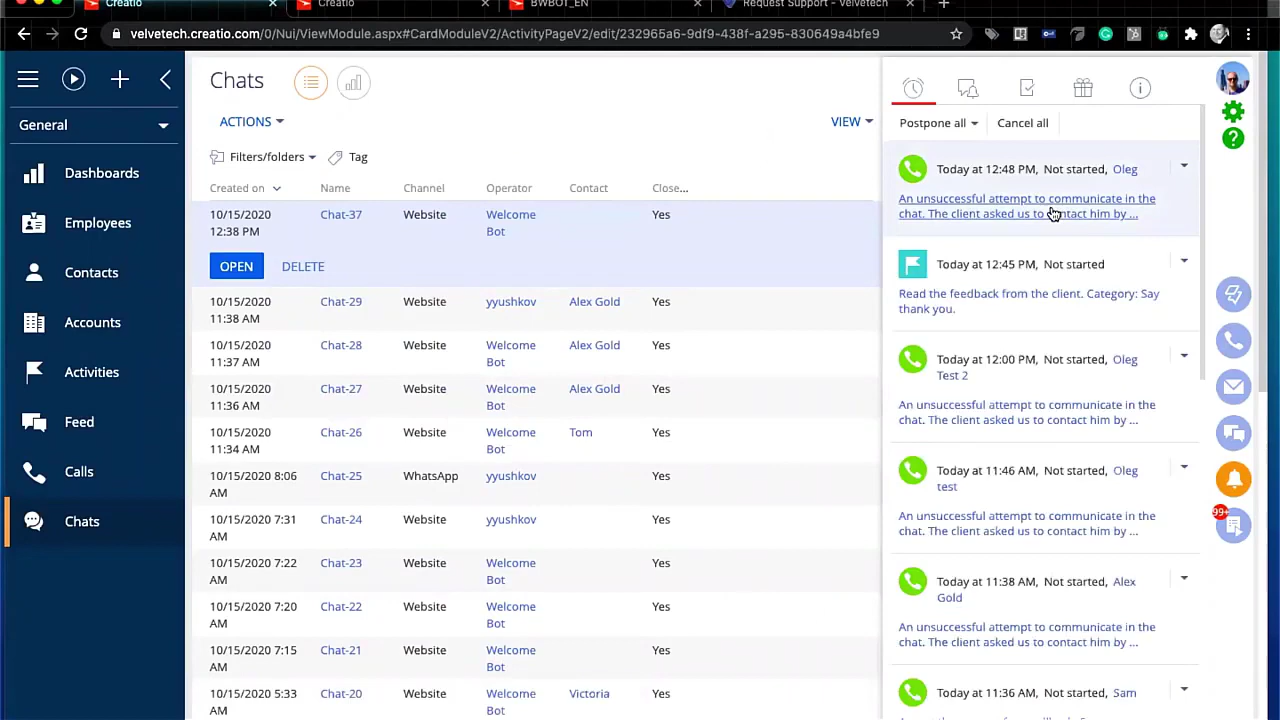 Creatio
Creatio
BWBOT_EN
Request Support - Velvetech
velvetech.creatio.com/0/Nui/ViewModule.aspx#CardModuleV2/ActivityPageV2/edit/232965a6-9df9-438f-a295-830649a4bfe9
General
Dashboards
Employees
Contacts
Accounts
Activities
Feed
Calls
Chats
Chats
ACTIONS
VIEW
Filters/folders
Tag
Created on Name Channel Operator Contact Close...
10/15/2020 Chat-37 Website Welcome Yes
12:38 PM Bot
OPEN DELETE
10/15/2020 Chat-29 Website yyushkov Alex Gold Yes
11:38 AM
10/15/2020 Chat-28 Website Welcome Alex Gold Yes
11:37 AM Bot
10/15/2020 Chat-27 Website Welcome Alex Gold Yes
11:36 AM Bot
10/15/2020 Chat-26 Website Welcome Tom Yes
11:34 AM Bot
10/15/2020 8:06 Chat-25 WhatsApp yyushkov Yes
AM
10/15/2020 7:31 Chat-24 Website yyushkov Yes
AM
10/15/2020 7:22 Chat-23 Website Welcome Yes
AM Bot
10/15/2020 7:20 Chat-22 Website Welcome Yes
AM Bot
10/15/2020 7:15 Chat-21 Website Welcome Yes
AM Bot
10/15/2020 5:33 Chat-20 Website Welcome Victoria Yes
AM Bot
Postpone all Cancel all
Today at 12:48 PM, Not started, Oleg
An unsuccessful attempt to communicate in the
chat. The client asked us to contact him by ...
Today at 12:45 PM, Not started
Read the feedback from the client. Category: Say
thank you.
Today at 12:00 PM, Not started, Oleg
Test 2
An unsuccessful attempt to communicate in the
chat. The client asked us to contact him by ...
Today at 11:46 AM, Not started, Oleg
test
An unsuccessful attempt to communicate in the
chat. The client asked us to contact him by ...
Today at 11:38 AM, Not started, Alex
Gold
An unsuccessful attempt to communicate in the
chat. The client asked us to contact him by ...
Today at 11:36 AM, Not started, Sam
99+